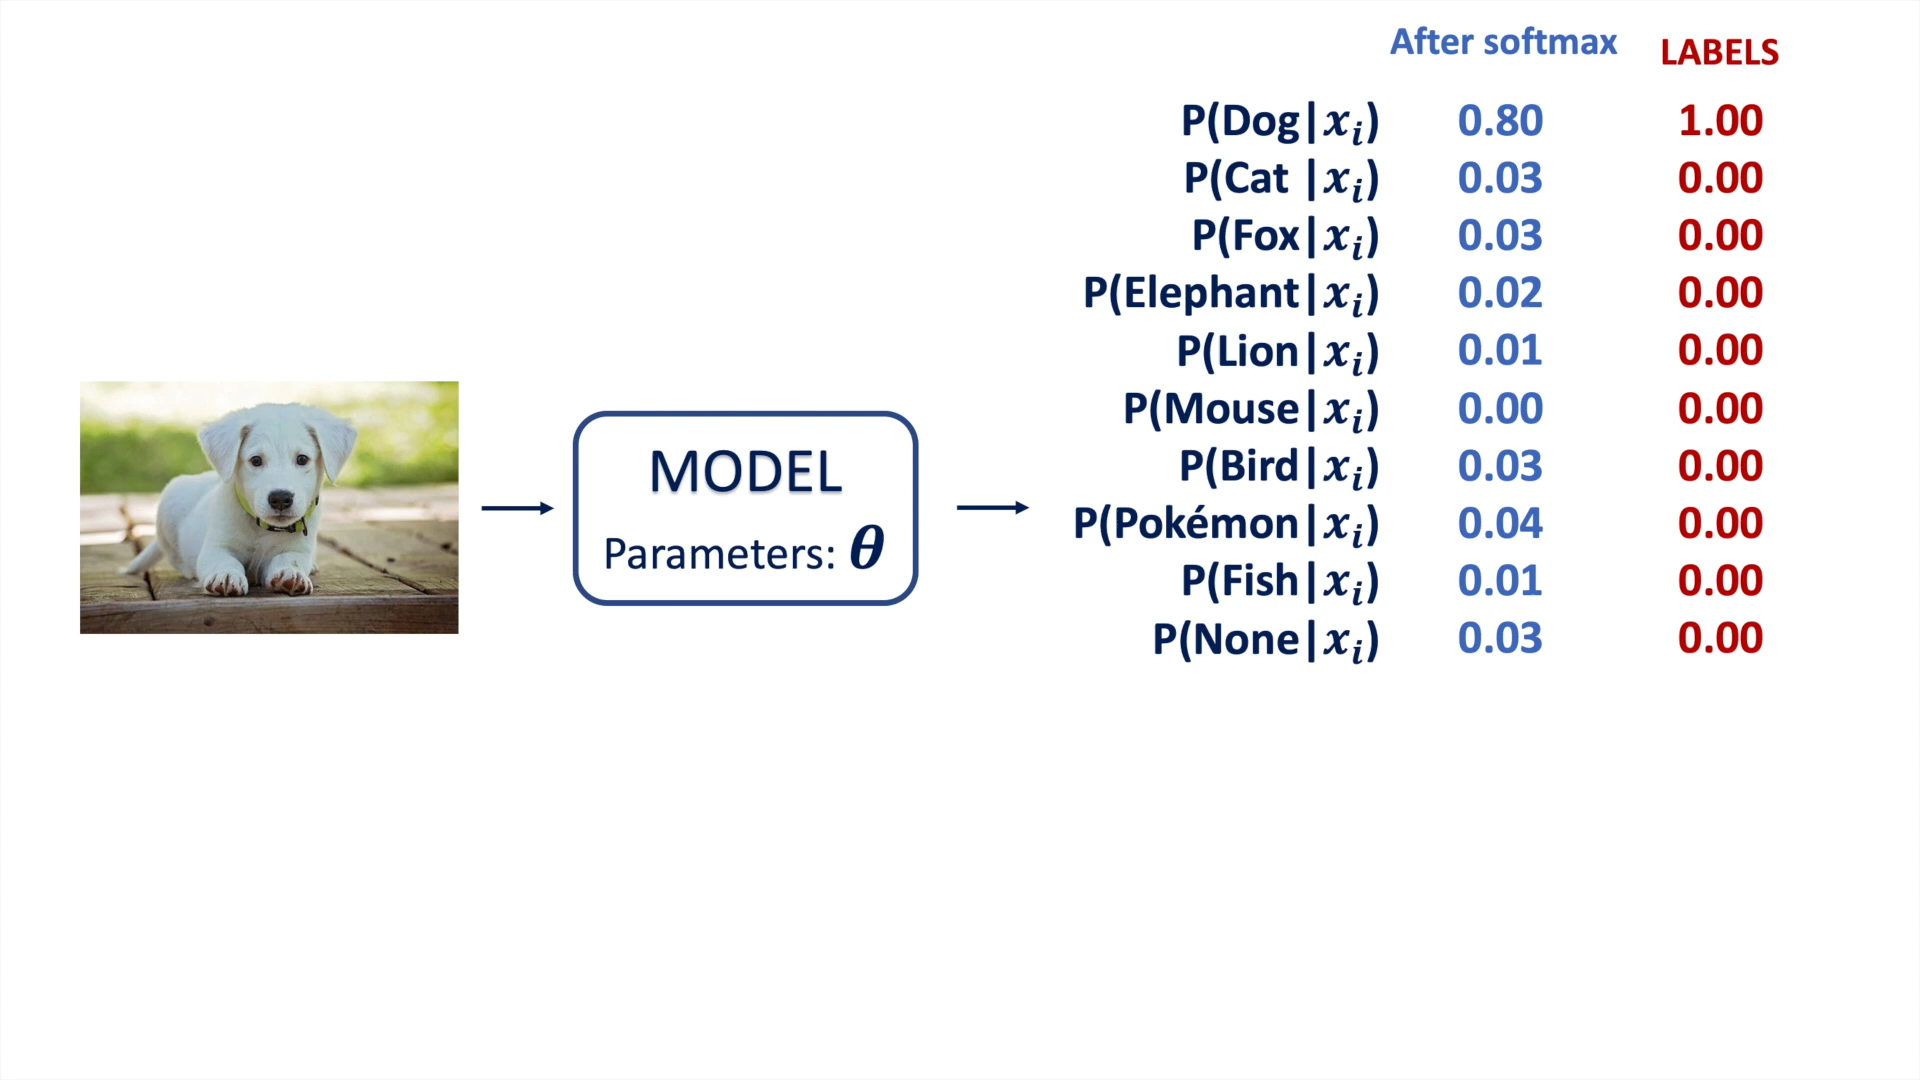 After softmax LABELS
P(Dog|xᵢ) 0.80 1.00
P(Cat |xᵢ) 0.03 0.00
P(Fox|xᵢ) 0.03 0.00
P(Elephant|xᵢ) 0.02 0.00
P(Lion|xᵢ) 0.01 0.00
P(Mouse|xᵢ) 0.00 0.00
P(Bird|xᵢ) 0.03 0.00
P(Pokémon|xᵢ) 0.04 0.00
P(Fish|xᵢ) 0.01 0.00
P(None|xᵢ) 0.03 0.00
MODEL
Parameters: θ